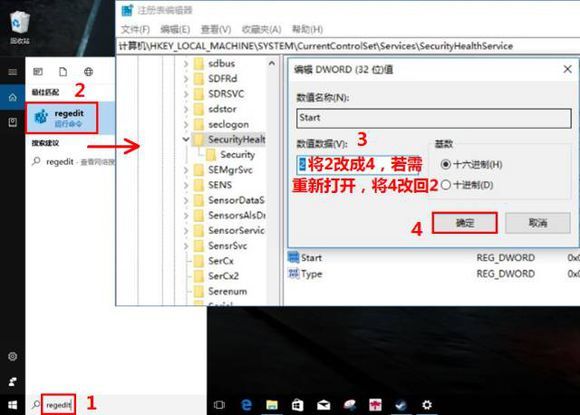 回收站
2
最佳匹配
regedit
运行命令
搜索建议
regedit - 查看网络搜
regedit
1
注册表编辑器
文件(F) 编辑(E) 查看(V) 收藏夹(A) 帮助(H)
计算机\HKEY_LOCAL_MACHINE\SYSTEM\CurrentControlSet\Services\SecurityHealthService
sdbus
SDFRd
SDRSVC
sdstor
seclogon
SecurityHealt
Security
SEMgrSvc
SENS
SensorDataS
SensorsAlsDr
SensorService
SensrSvc
SerCx
SerCx2
Serenum
Serial
编辑 DWORD (32 位)值
数值名称(N):
Start
数值数据(V):
3
基数
2
将2改成4，若需
重新打开，将4改回2
十六进制(H)
十进制(D)
4
确定
取消
Start REG_DWORD 0x0
Type REG_DWORD 0x0